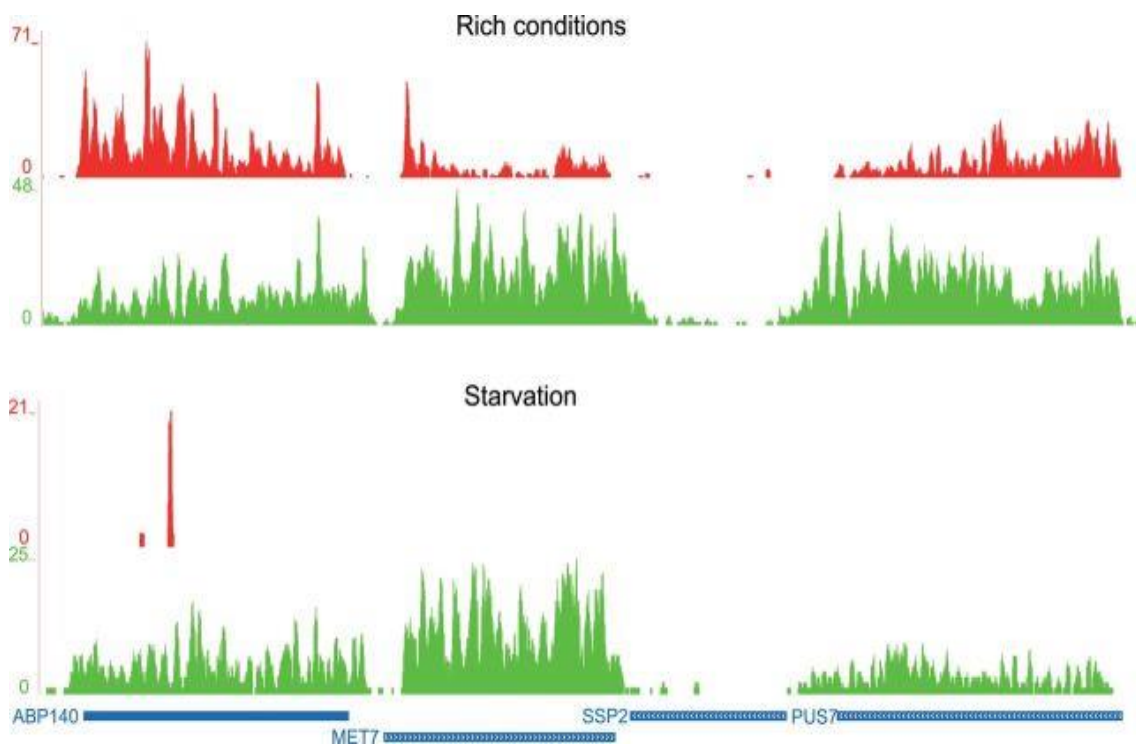 Rich conditions
71
0
48
0
Starvation
21
0
25
0
ABP140
MET7
SSP2
PUS7